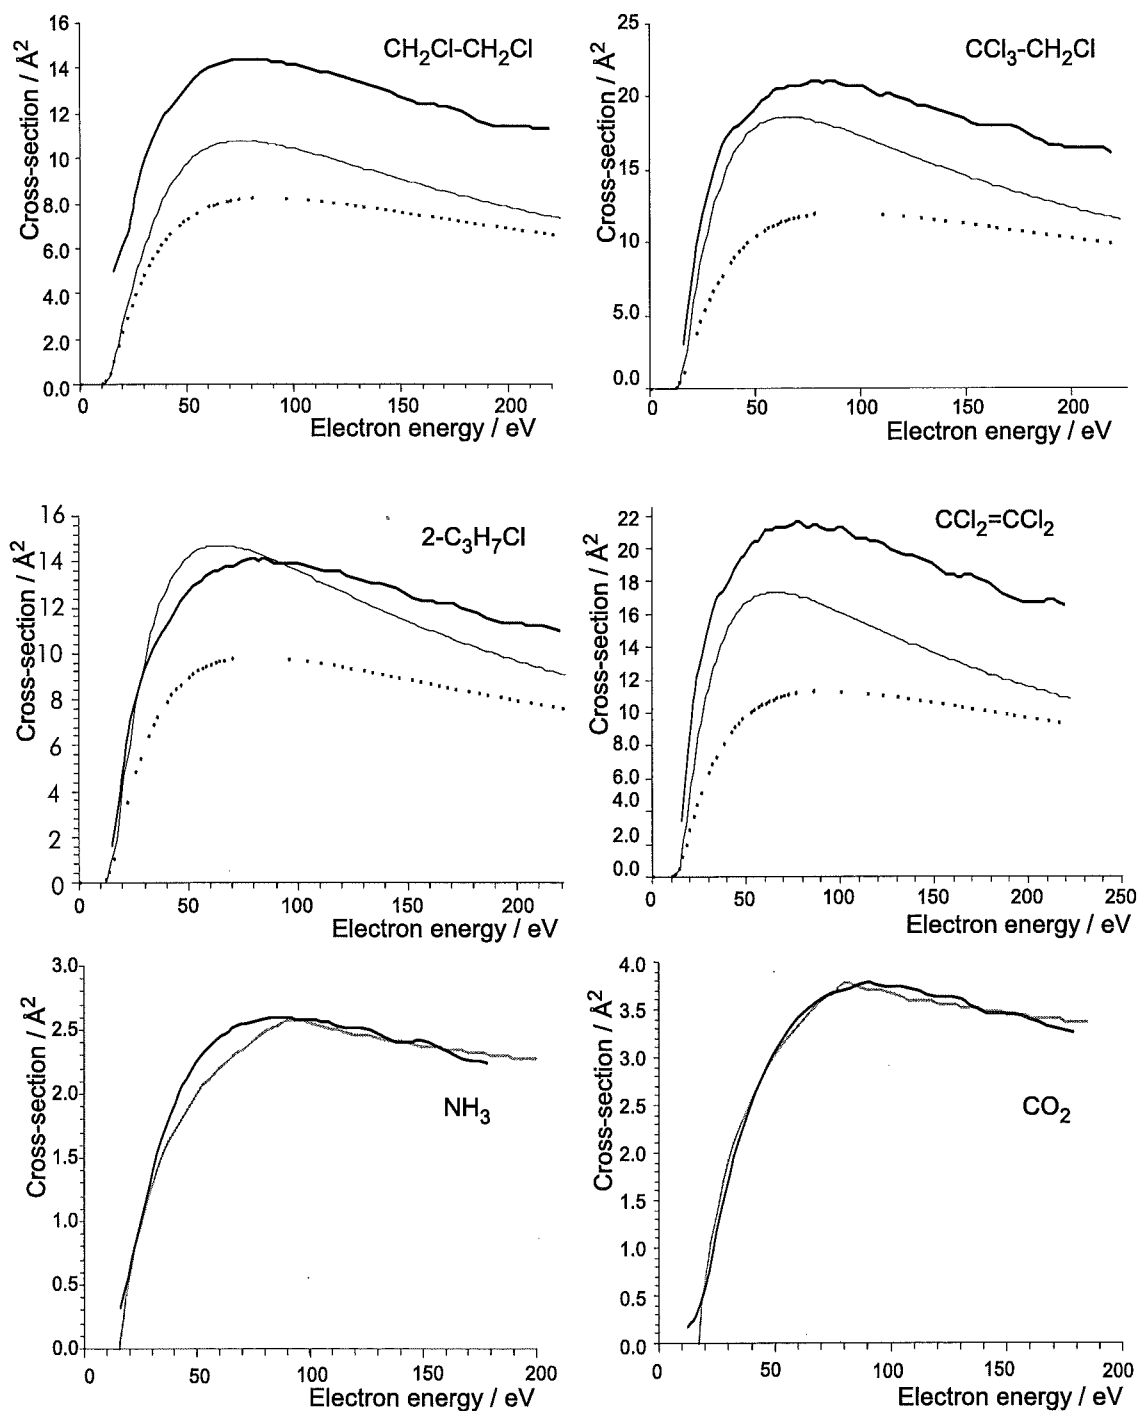 CH2Cl-CH2Cl
Cross-section / Å2
16
14
12
10
8.0
6.0
4.0
2.0
0.0
0 50 100 150 200
Electron energy / eV
CCl3-CH2Cl
Cross-section / Å2
25
20
15
10
5.0
0.0
0 50 100 150 200
Electron energy / eV
2-C3H7Cl
Cross-section / Å2
16
14
12
10
8
6
4
2
0
0 50 100 150 200
Electron energy / eV
CCl2=CCl2
Cross-section / Å2
22
20
18
16
14
12
10
8.0
6.0
4.0
2.0
0.0
0 50 100 150 200 250
Electron energy / eV
NH3
Cross-section / Å2
3.0
2.5
2.0
1.5
1.0
0.5
0.0
0 50 100 150 200
Electron energy / eV
CO2
Cross-section / Å2
4.0
3.5
3.0
2.5
2.0
1.5
1.0
0.5
0.0
0 50 100 150 200
Electron energy / eV